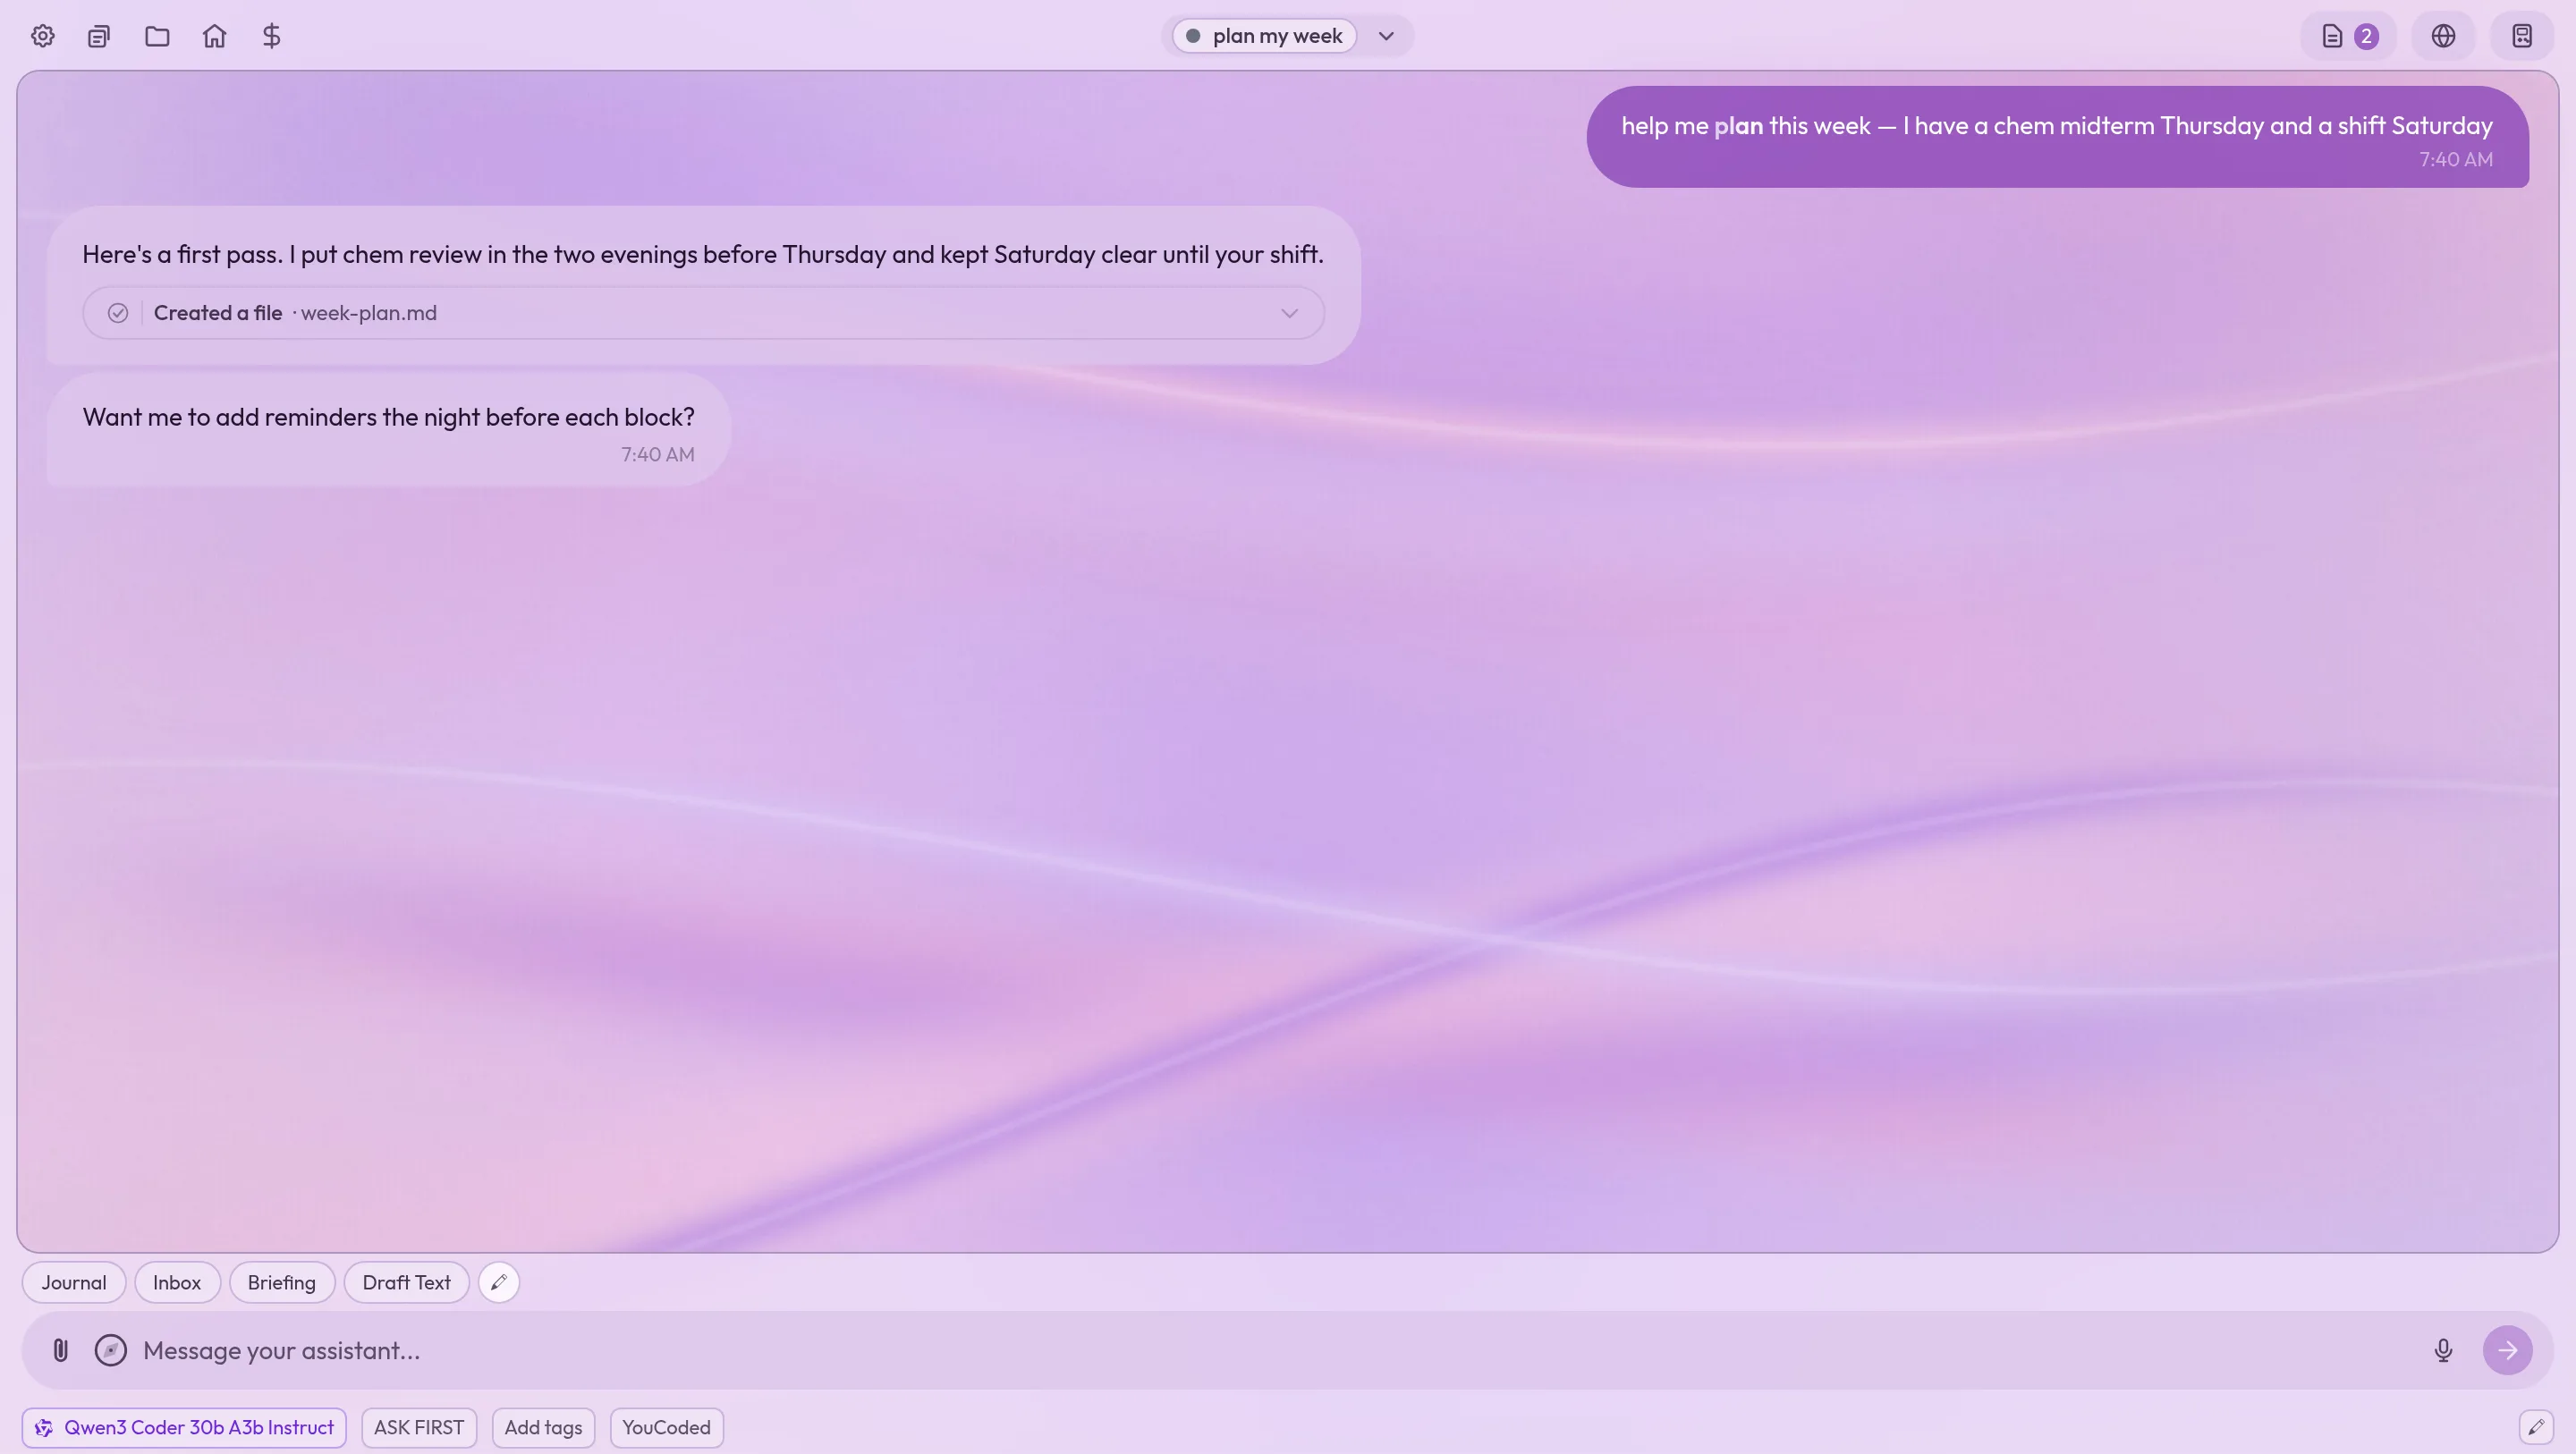 plan my week
2
help me plan this week — I have a chem midterm Thursday and a shift Saturday
7:40 AM
Here's a first pass. I put chem review in the two evenings before Thursday and kept Saturday clear until your shift.
Created a file · week-plan.md
Want me to add reminders the night before each block?
7:40 AM
Journal Inbox Briefing Draft Text
Message your assistant...
Qwen3 Coder 30b A3b Instruct ASK FIRST Add tags YouCoded